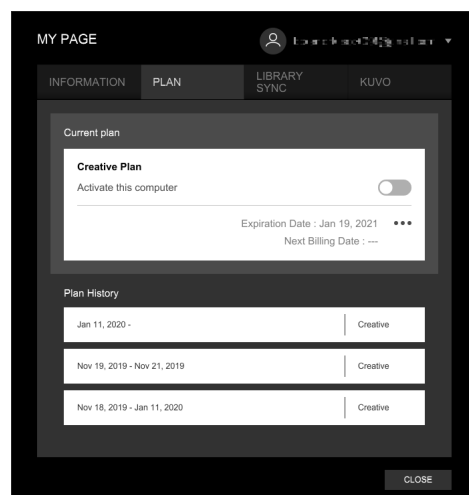 MY PAGE
INFORMATION
PLAN
LIBRARY
SYNC
KUVO
Current plan
Creative Plan
Activate this computer
Expiration Date : Jan 19, 2021
Next Billing Date : ---
Plan History
Jan 11, 2020 -
Creative
Nov 19, 2019 - Nov 21, 2019
Creative
Nov 18, 2019 - Jan 11, 2020
Creative
CLOSE